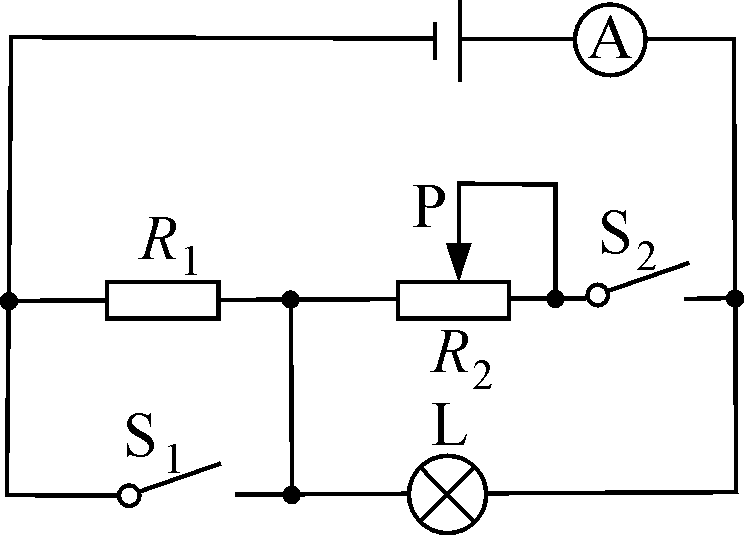 A
P
S₂
R₁
R₂
L
S₁